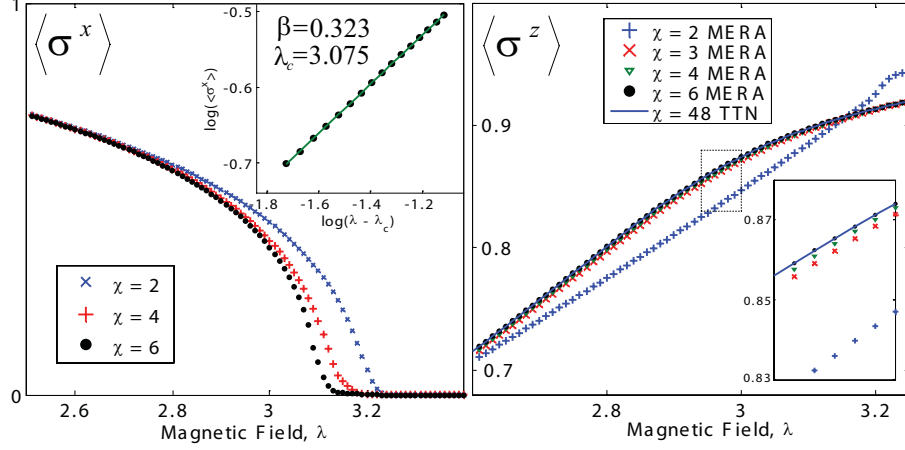 1
⟨σ^x⟩
β=0.323
λ_c=3.075
log(<σ^x>)
-0.5
-0.6
-0.7
-1.8 -1.6 -1.4 -1.2
log(λ - λ_c)
χ = 2
χ = 4
χ = 6
0
2.6 2.8 3 3.2
Magnetic Field, λ
⟨σ^z⟩
χ = 2 MERA
χ = 3 MERA
χ = 4 MERA
χ = 6 MERA
χ = 48 TTN
0.9
0.8
0.7
0.87
0.85
0.83
2.8 3 3.2
Magnetic Field, λ